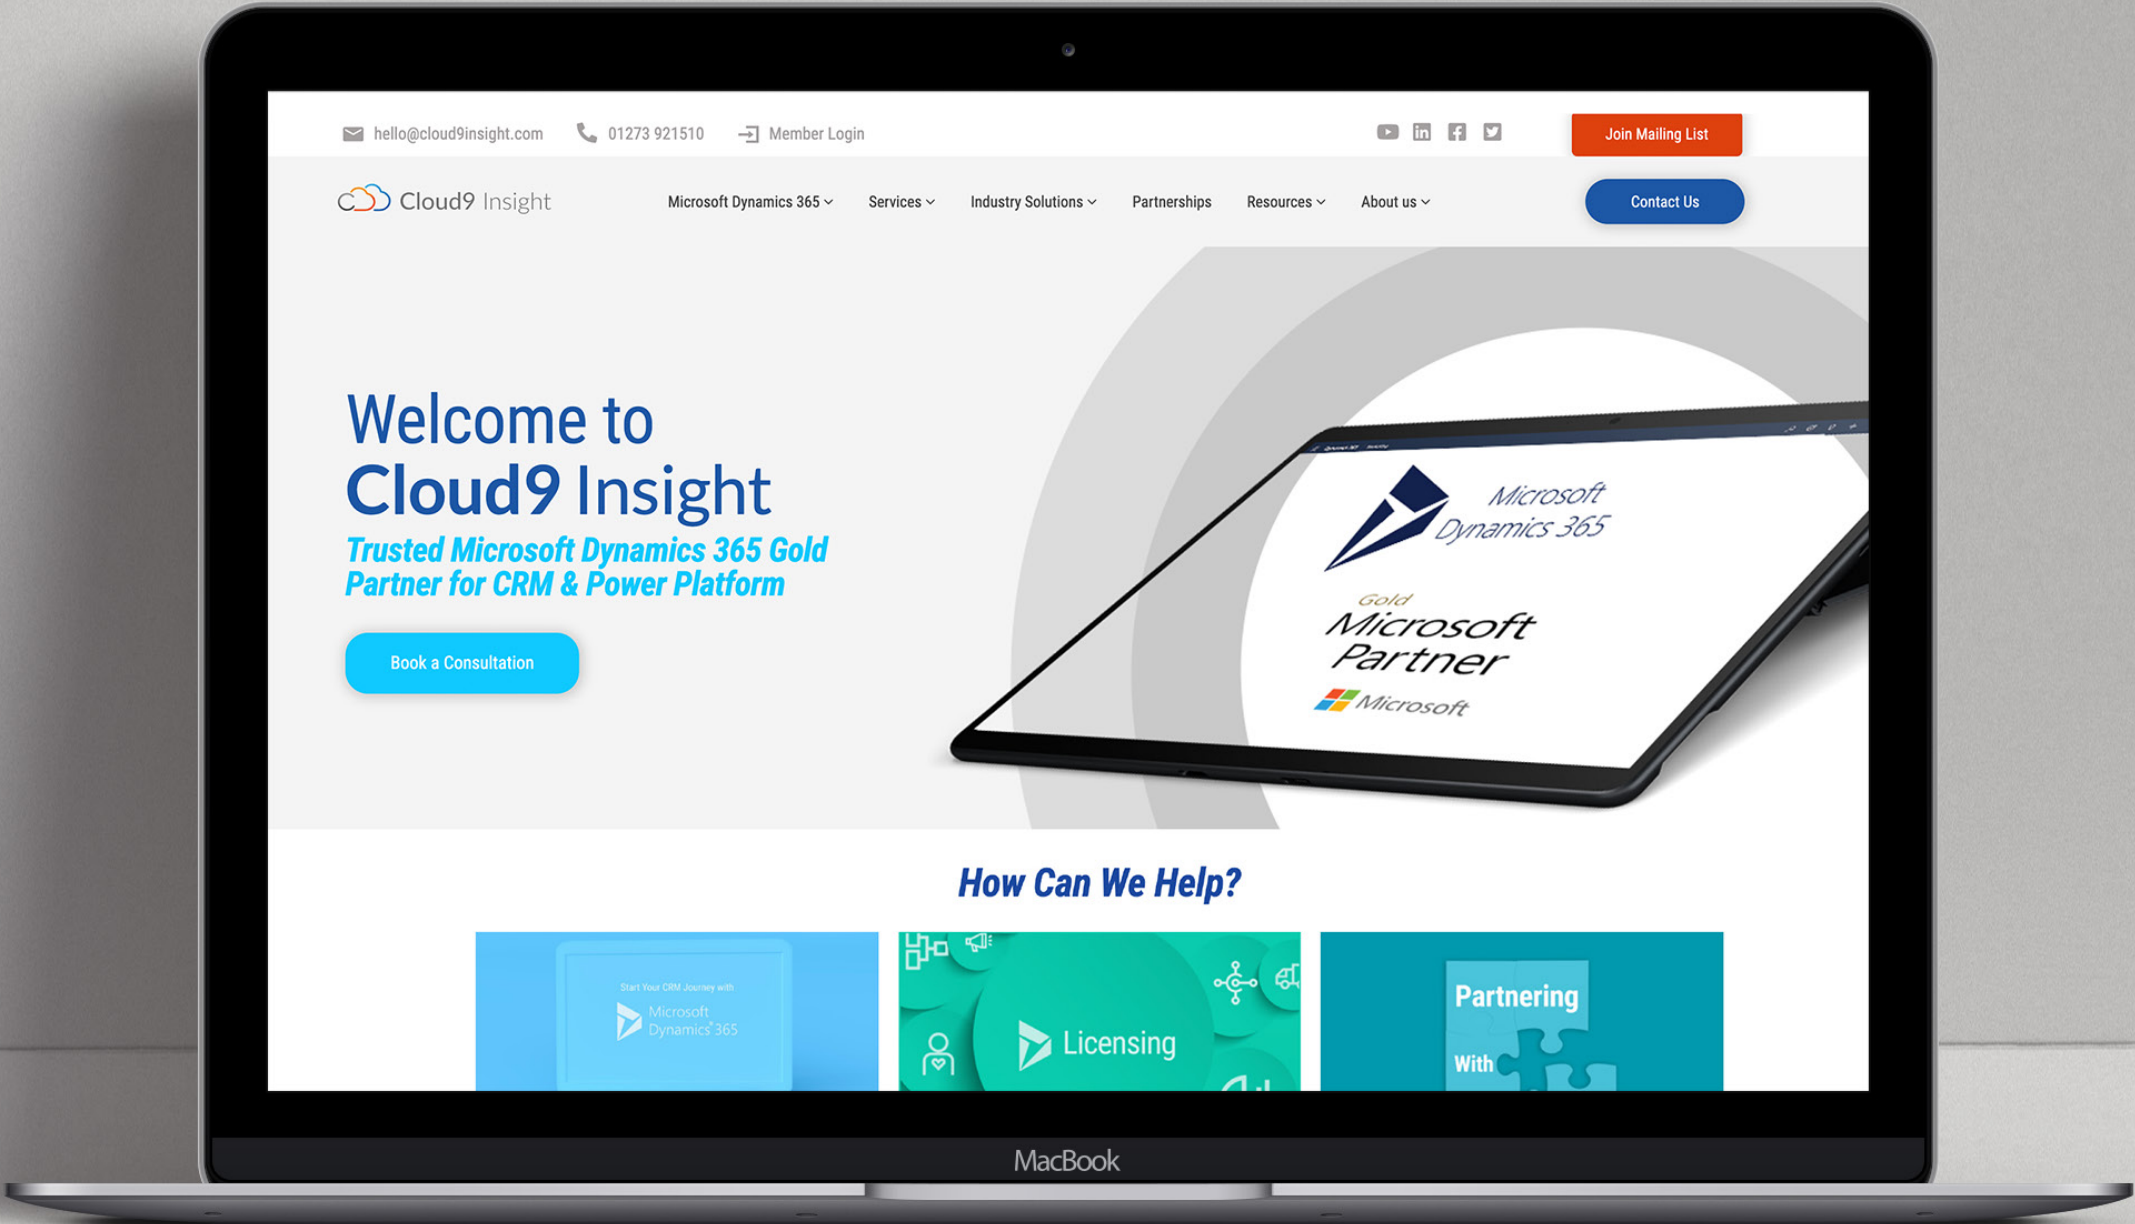 hello@cloud9insight.com
01273 921510
Member Login
Join Mailing List
Cloud9 Insight
Microsoft Dynamics 365
Services
Industry Solutions
Partnerships
Resources
About us
Contact Us
Welcome to
Cloud9 Insight
Trusted Microsoft Dynamics 365 Gold
Partner for CRM & Power Platform
Book a Consultation
Microsoft
Dynamics 365
Gold
Microsoft
Partner
Microsoft
How Can We Help?
Start Your CRM Journey with
Microsoft
Dynamics 365
Licensing
Partnering
With
MacBook